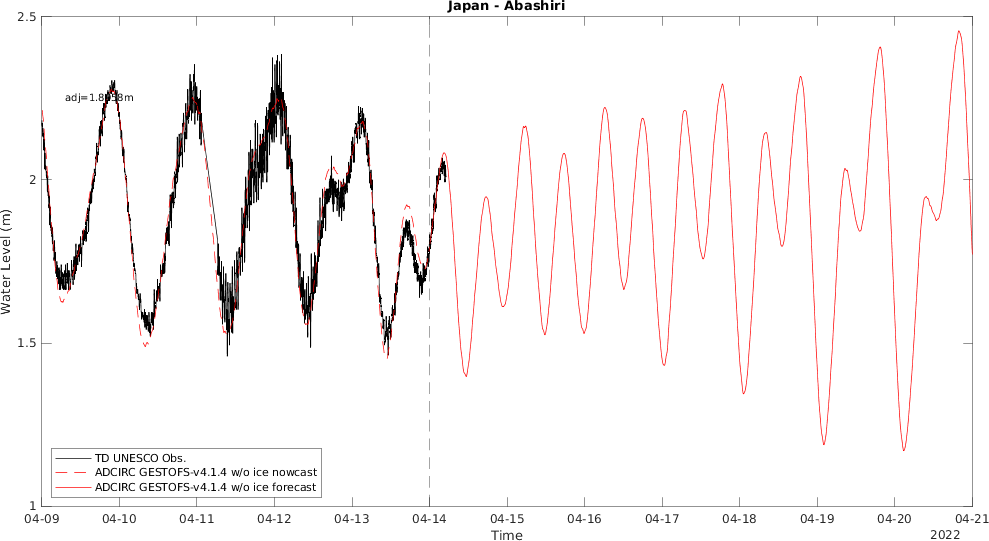 Japan - Abashiri
2.5
2
1.5
1
Water Level (m)
TD UNESCO Obs.
ADCIRC GESTOFS-v4.1.4 w/o ice nowcast
ADCIRC GESTOFS-v4.1.4 w/o ice forecast
04-09 04-10 04-11 04-12 04-13 04-14 04-15 04-16 04-17 04-18 04-19 04-20 04-21
Time
2022